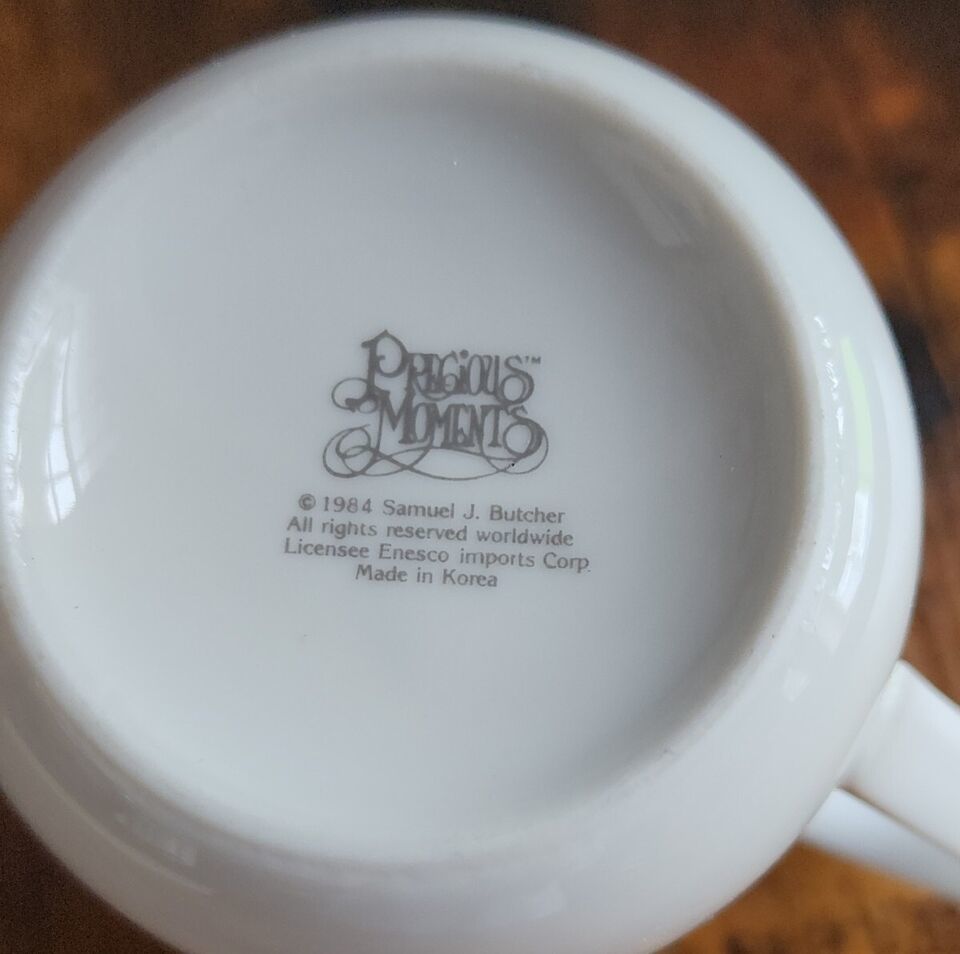 Precious™
Moments
© 1984 Samuel J. Butcher
All rights reserved worldwide
Licensee Enesco imports Corp.
Made in Korea